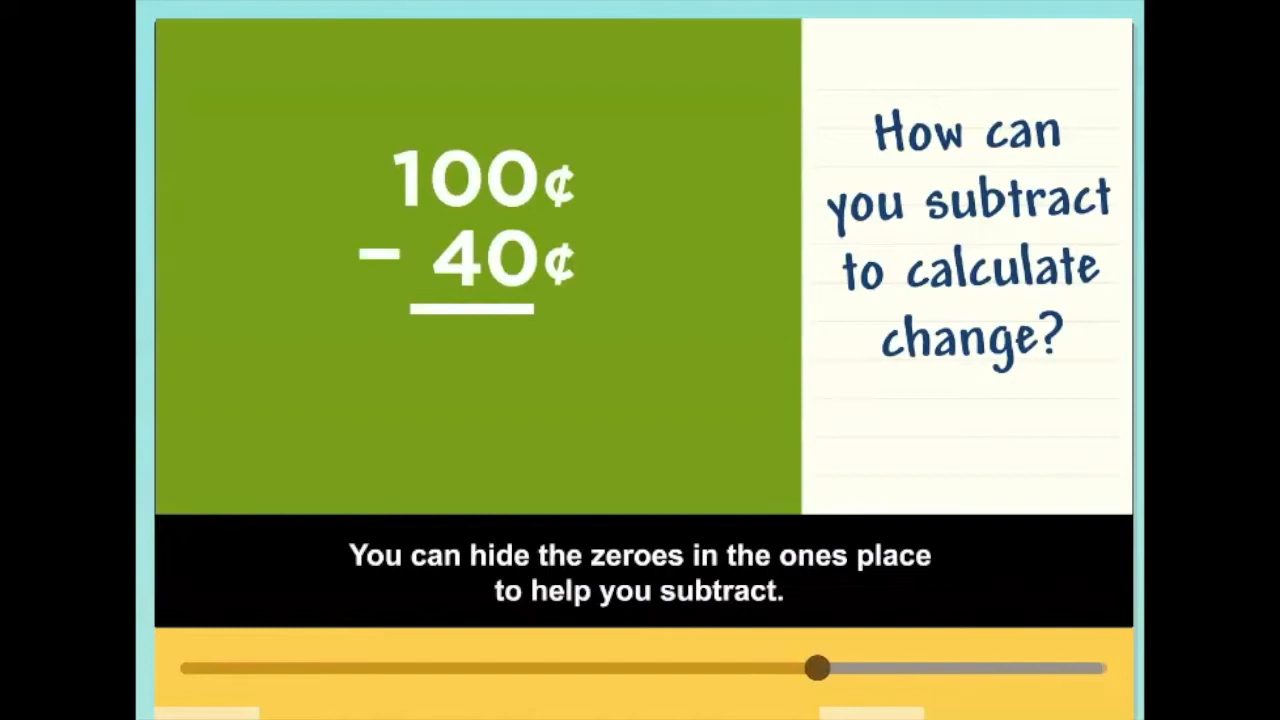 100¢
- 40¢
How can
you subtract
to calculate
change?
You can hide the zeroes in the ones place
to help you subtract.